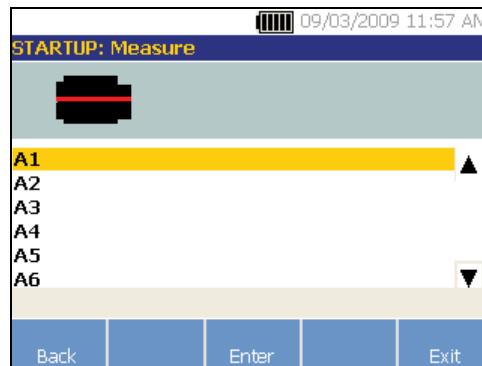 09/03/2009 11:57 AM
STARTUP: Measure
A1
A2
A3
A4
A5
A6
Back Enter Exit